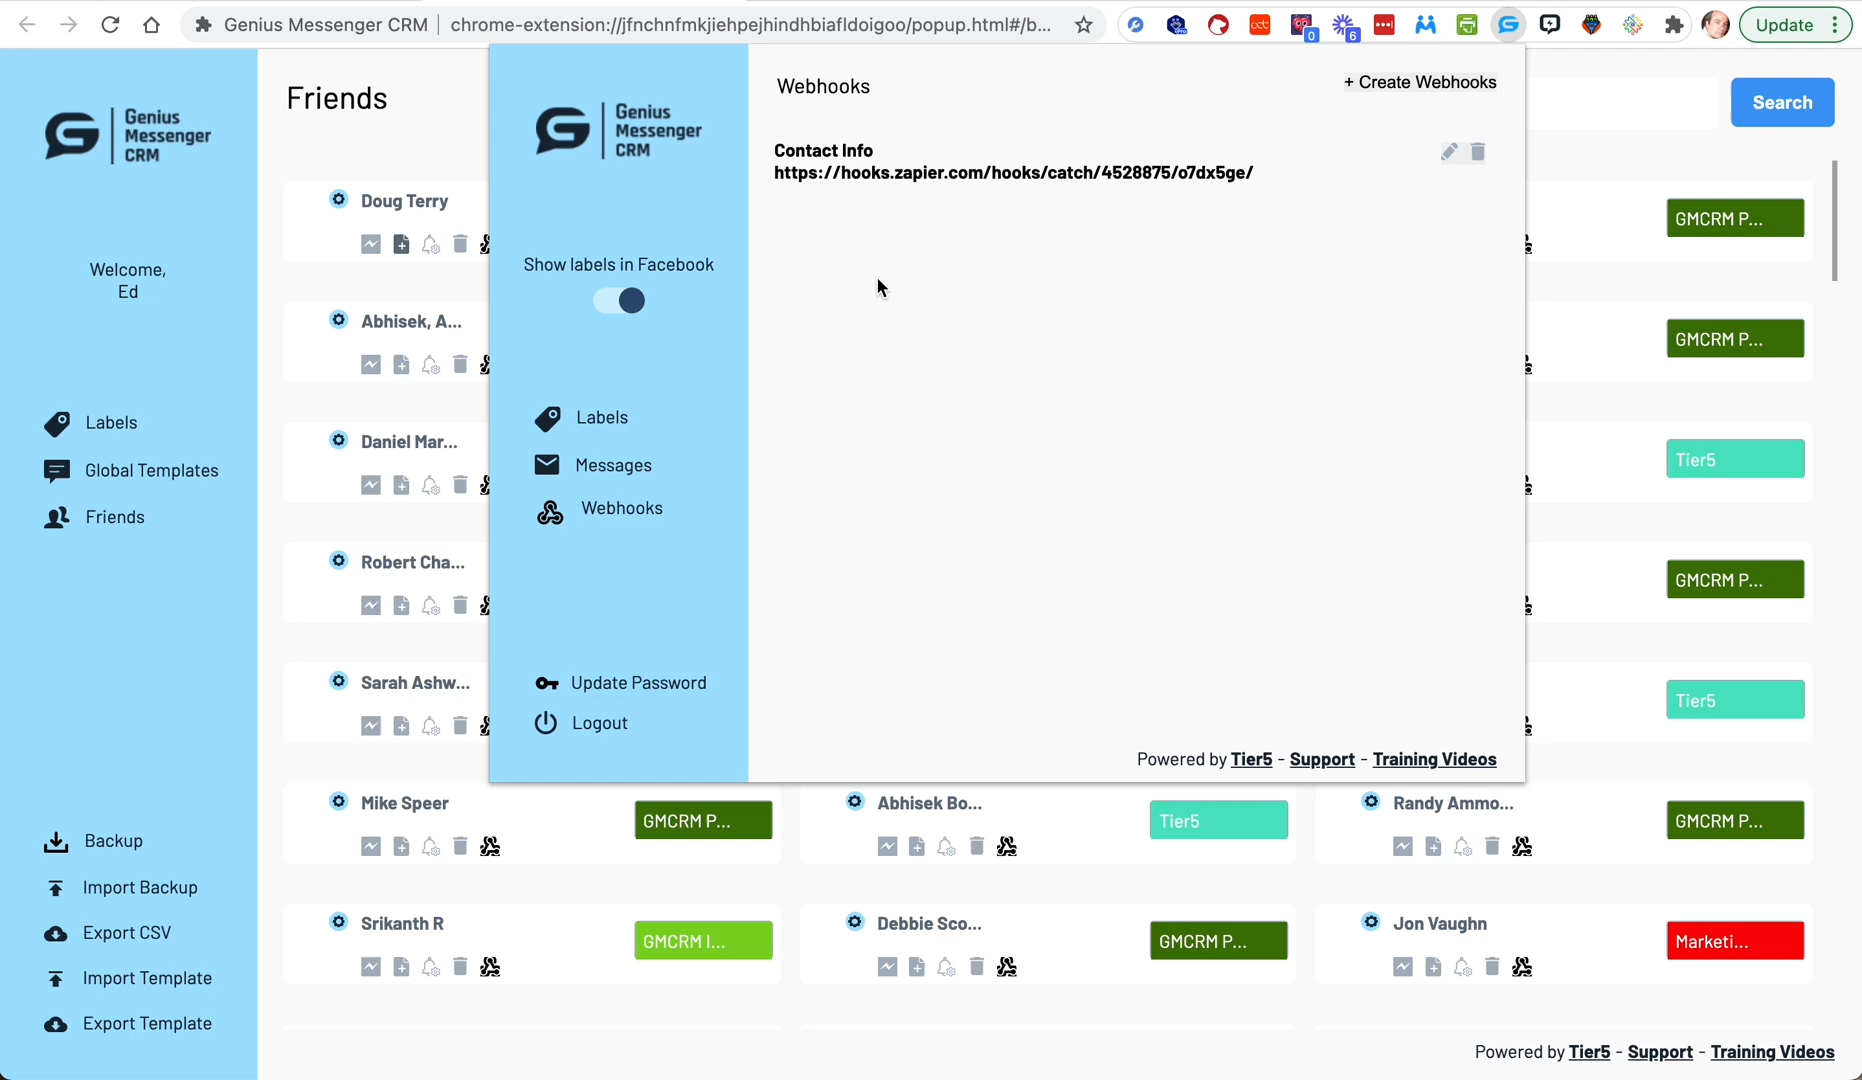 Genius Messenger CRM
chrome-extension://jfnchnfmkjiehpejhindhbiafldoigoo/popup.html#/b...
0
6
Update
Genius
Messenger
CRM
Welcome,
Ed
Labels
Global Templates
Friends
Backup
Import Backup
Export CSV
Import Template
Export Template
Friends
Search
Doug Terry
GMCRM P...
Abhisek, A...
GMCRM P...
Daniel Mar...
Tier5
Robert Cha...
GMCRM P...
Sarah Ashw...
Tier5
Mike Speer
GMCRM P...
Abhisek Bo...
Tier5
Randy Ammo...
GMCRM P...
Srikanth R
GMCRM I...
Debbie Sco...
GMCRM P...
Jon Vaughn
Marketi...
Powered by Tier5 - Support - Training Videos
Genius
Messenger
CRM
Show labels in Facebook
Labels
Messages
Webhooks
Update Password
Logout
Webhooks
+ Create Webhooks
Contact Info
https://hooks.zapier.com/hooks/catch/4528875/o7dx5ge/
Powered by Tier5 - Support - Training Videos